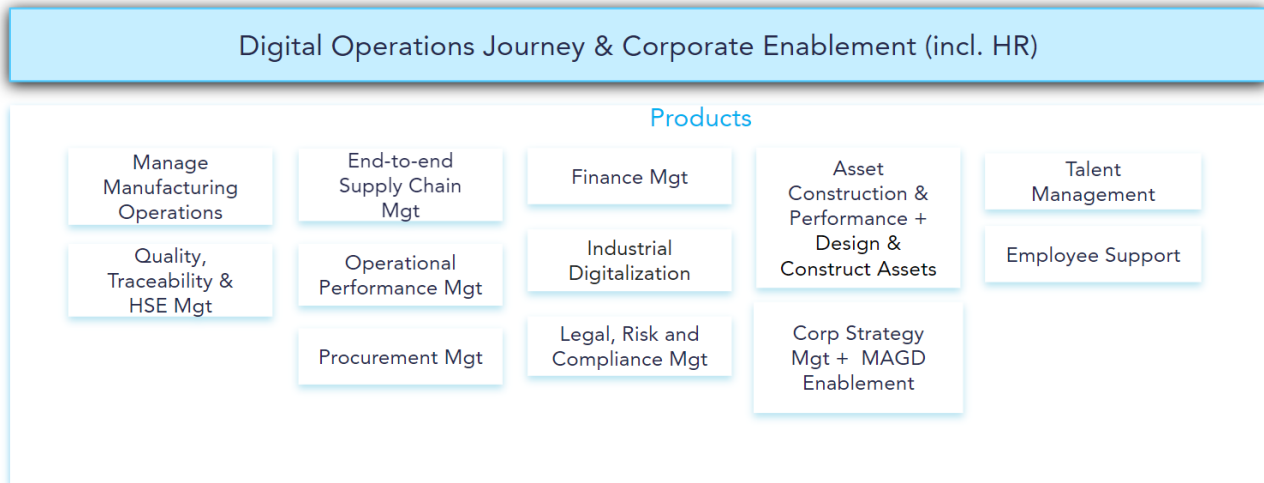 Digital Operations Journey & Corporate Enablement (incl. HR)
Products
Manage
Manufacturing
Operations
Quality,
Traceability &
HSE Mgt
End-to-end
Supply Chain
Mgt
Operational
Performance Mgt
Procurement Mgt
Finance Mgt
Industrial
Digitalization
Legal, Risk and
Compliance Mgt
Asset
Construction &
Performance +
Design &
Construct Assets
Corp Strategy
Mgt + MAGD
Enablement
Talent
Management
Employee Support